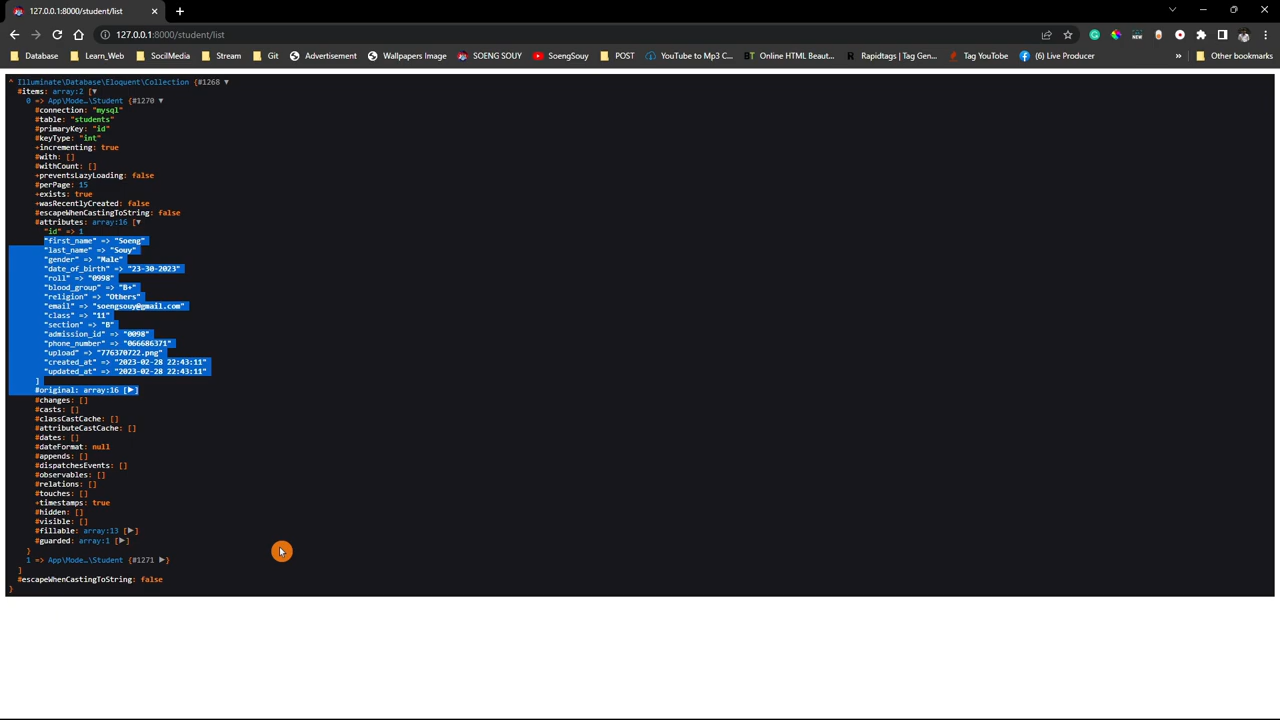 127.0.0.1:8000/student/list
127.0.0.1:8000/student/list
Database Learn_Web SocilMedia Stream Git Advertisement Wallpapers Image SOENG SOUY SoengSouy POST YouTube to Mp3 C... Online HTML Beaut... Rapidtags | Tag Gen... Tag YouTube (6) Live Producer » Other bookmarks
^ Illuminate\Database\Eloquent\Collection {#1268 ▼
#items: array:2 [▼
0 => App\Mode…\Student {#1270 ▼
#connection: "mysql"
#table: "students"
#primaryKey: "id"
#keyType: "int"
+incrementing: true
#with: []
#withCount: []
+preventsLazyLoading: false
#perPage: 15
+exists: true
+wasRecentlyCreated: false
#escapeWhenCastingToString: false
#attributes: array:16 [▼
"id" => 1
"first_name" => "Soeng"
"last_name" => "Souy"
"gender" => "Male"
"date_of_birth" => "23-30-2023"
"roll" => "0998"
"blood_group" => "B+"
"religion" => "Others"
"email" => "soengsouy@gmail.com"
"class" => "11"
"section" => "B"
"admission_id" => "0098"
"phone_number" => "066686371"
"upload" => "776370722.png"
"created_at" => "2023-02-28 22:43:11"
"updated_at" => "2023-02-28 22:43:11"
]
#original: array:16 [▶]
#changes: []
#casts: []
#classCastCache: []
#attributeCastCache: []
#dates: []
#dateFormat: null
#appends: []
#dispatchesEvents: []
#observables: []
#relations: []
#touches: []
+timestamps: true
#hidden: []
#visible: []
#fillable: array:13 [▶]
#guarded: array:1 [▶]
}
1 => App\Mode…\Student {#1271 ▶}
]
#escapeWhenCastingToString: false
}